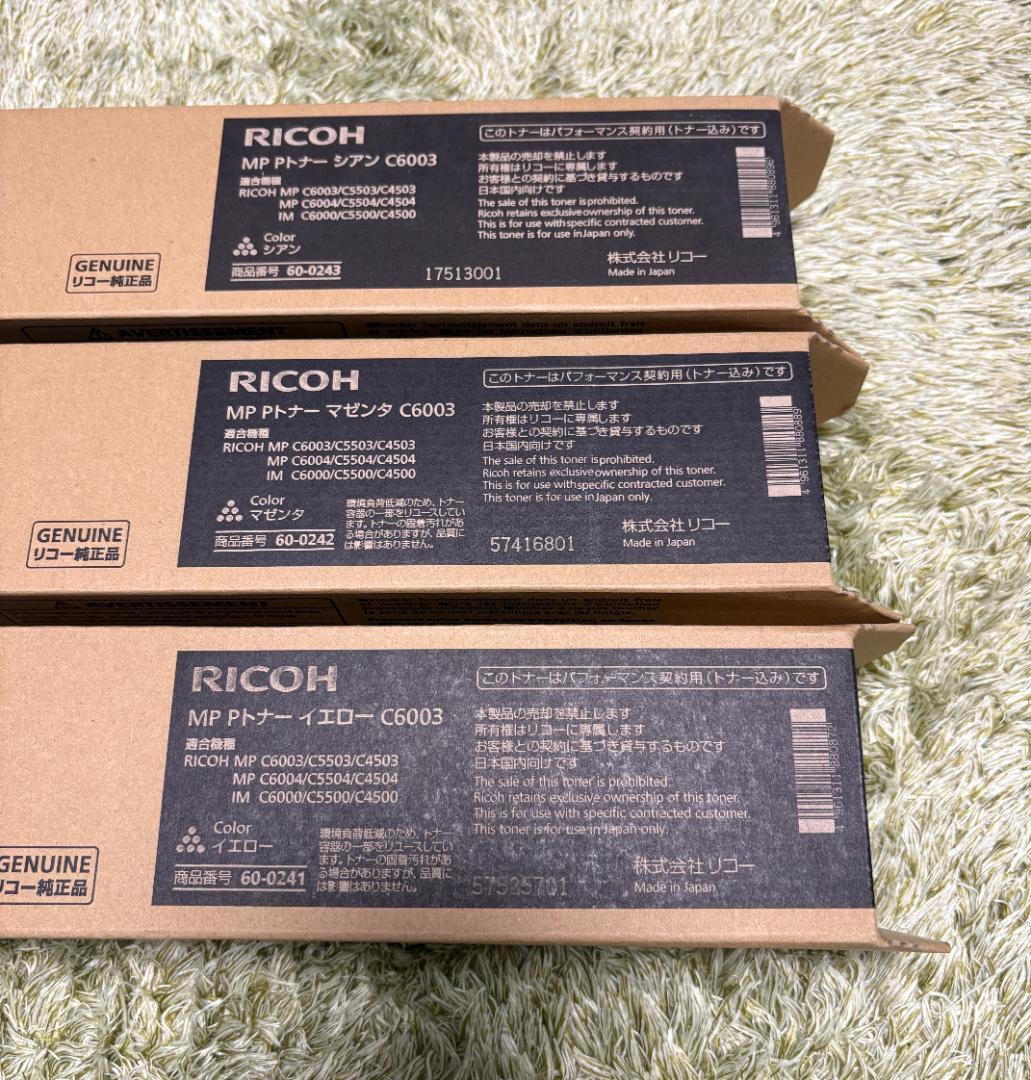 RICOH
MP Pトナー シアン C6003
適合機種
RICOH MP C6003/C5503/C4503
MP C6004/C5504/C4504
IM C6000/C5500/C4500
Color
シアン
商品番号 60-0243
17513001
このトナーはパフォーマンス契約用(トナー込み)です
本製品の売却を禁止します
所有権はリコーに専属します
お客様との契約に基づき貸与するものです
日本国内向けです
The sale of this toner is prohibited.
Ricoh retains exclusive ownership of this toner.
This is for use with specific contracted customer.
This toner is for use in Japan only.
株式会社リコー
Made in Japan
4961311880896
GENUINE
リコー純正品
AVERTISSEMENT
Stocker horizontalement dans un endroit frais
RICOH
MP Pトナー マゼンタ C6003
適合機種
RICOH MP C6003/C5503/C4503
MP C6004/C5504/C4504
IM C6000/C5500/C4500
Color
マゼンタ
商品番号 60-0242
環境負荷低減のため、トナー
容器の一部をリユースしてい
ます。トナーの固着汚れがあ
る場合がありますが、品質に
は影響はありません。
57416801
このトナーはパフォーマンス契約用(トナー込み)です
本製品の売却を禁止します
所有権はリコーに専属します
お客様との契約に基づき貸与するものです
日本国内向けです
The sale of this toner is prohibited.
Ricoh retains exclusive ownership of this toner.
This is for use with specific contracted customer.
This toner is for use in Japan only.
株式会社リコー
Made in Japan
4961311880889
GENUINE
リコー純正品
AVERTISSEMENT
Stocker horizontalement dans un endroit frais
RICOH
MP Pトナー イエロー C6003
適合機種
RICOH MP C6003/C5503/C4503
MP C6004/C5504/C4504
IM C6000/C5500/C4500
Color
イエロー
商品番号 60-0241
環境負荷低減のため、トナー
容器の一部をリユースしてい
ます。トナーの固着汚れがあ
る場合がありますが、品質に
は影響はありません。
このトナーはパフォーマンス契約用(トナー込み)です
本製品の売却を禁止します
所有権はリコーに専属します
お客様との契約に基づき貸与するものです
日本国内向けです
The sale of this toner is prohibited.
Ricoh retains exclusive ownership of this toner.
This is for use with specific contracted customer.
This toner is for use in Japan only.
株式会社リコー
Made in Japan
4961311880872
GENUINE
リコー純正品